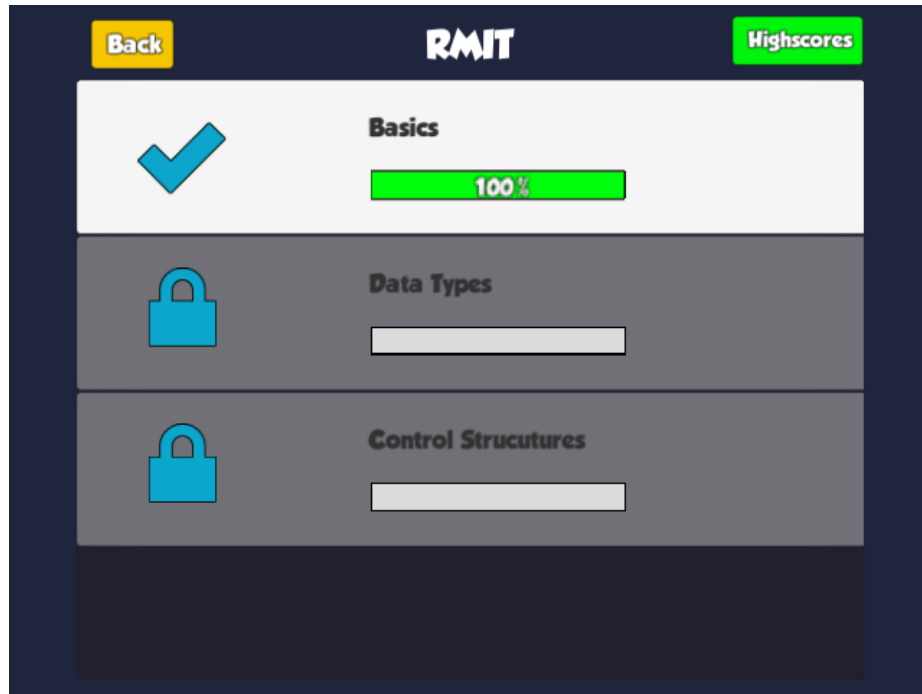 Back
RMIT
Highscores
Basics
100%
Data Types
Control Strucutures